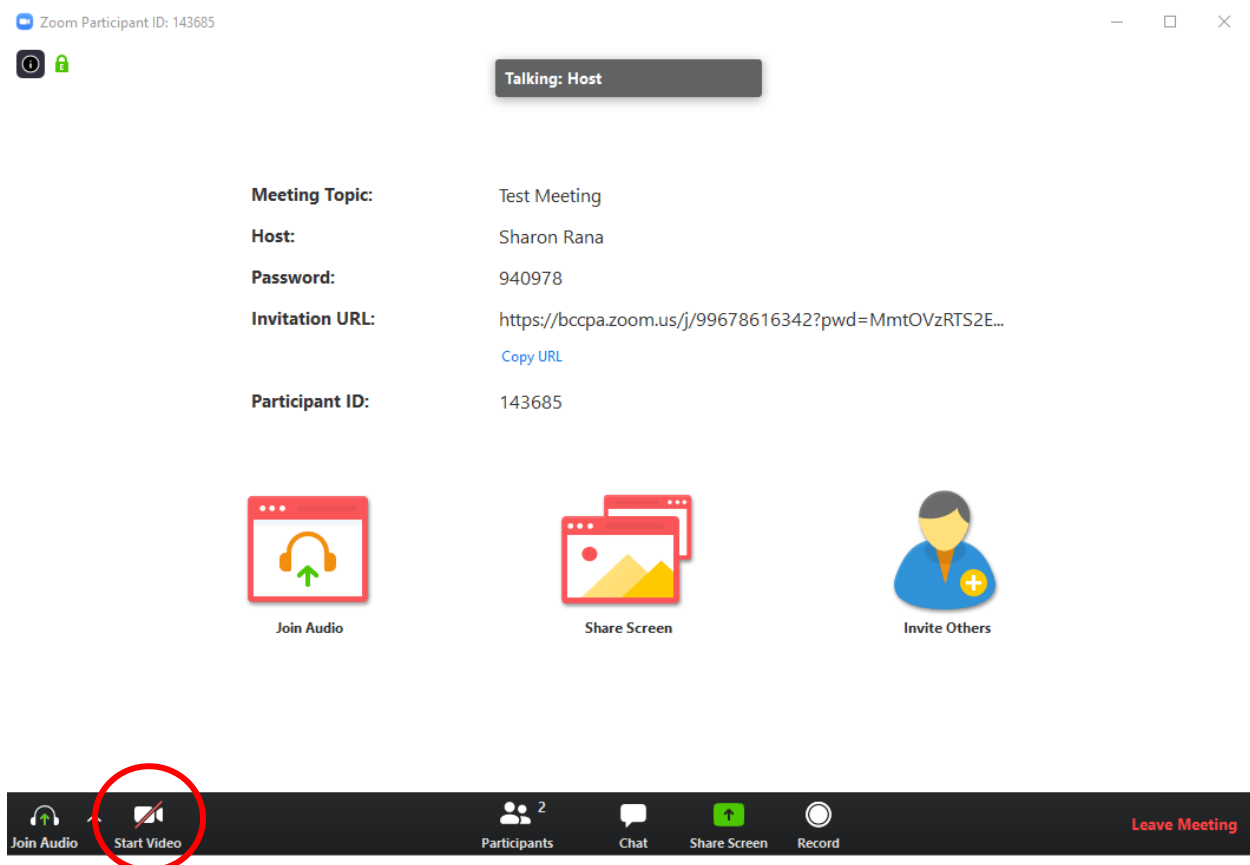 Zoom Participant ID: 143685
Talking: Host
Meeting Topic: Test Meeting
Host: Sharon Rana
Password: 940978
Invitation URL: https://bccpa.zoom.us/j/99678616342?pwd=MmtOVzRTS2E...
Copy URL
Participant ID: 143685
Join Audio Share Screen Invite Others
2
Join Audio Start Video Participants Chat Share Screen Record Leave Meeting